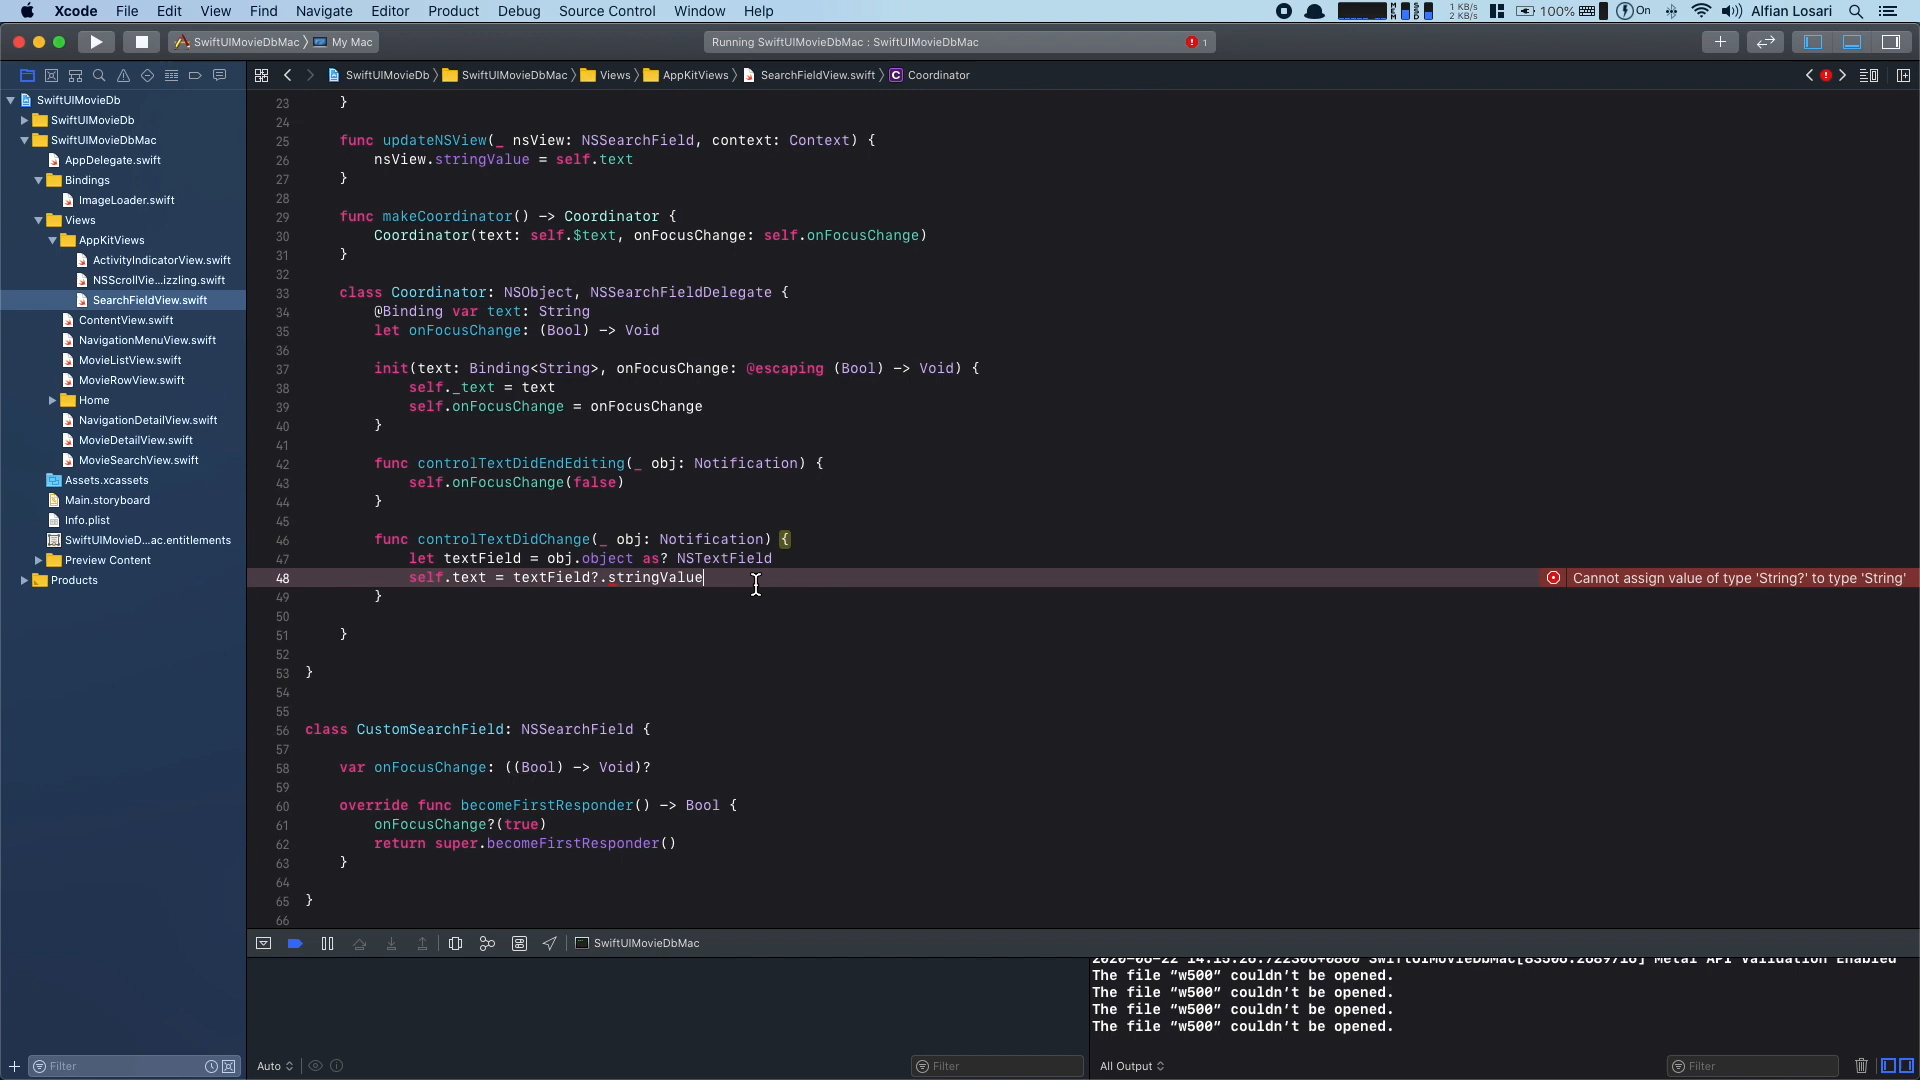 Xcode File Edit View Find Navigate Editor Product Debug Source Control Window Help
1 KB/s
2 KB/s
100%
On
Alfian Losari
SwiftUIMovieDbMac
My Mac
Running SwiftUIMovieDbMac : SwiftUIMovieDbMac
1
SwiftUIMovieDb
SwiftUIMovieDbMac
Views
AppKitViews
SearchFieldView.swift
C Coordinator
SwiftUIMovieDb
SwiftUIMovieDb
SwiftUIMovieDbMac
AppDelegate.swift
Bindings
ImageLoader.swift
Views
AppKitViews
ActivityIndicatorView.swift
NSScrollVie...izzling.swift
SearchFieldView.swift
ContentView.swift
NavigationMenuView.swift
MovieListView.swift
MovieRowView.swift
Home
NavigationDetailView.swift
MovieDetailView.swift
MovieSearchView.swift
Assets.xcassets
Main.storyboard
Info.plist
SwiftUIMovieD...ac.entitlements
Preview Content
Products
Filter
23 }
24
25 func updateNSView(_ nsView: NSSearchField, context: Context) {
26 nsView.stringValue = self.text
27 }
28
29 func makeCoordinator() -> Coordinator {
30 Coordinator(text: self.$text, onFocusChange: self.onFocusChange)
31 }
32
33 class Coordinator: NSObject, NSSearchFieldDelegate {
34 @Binding var text: String
35 let onFocusChange: (Bool) -> Void
36
37 init(text: Binding<String>, onFocusChange: @escaping (Bool) -> Void) {
38 self._text = text
39 self.onFocusChange = onFocusChange
40 }
41
42 func controlTextDidEndEditing(_ obj: Notification) {
43 self.onFocusChange(false)
44 }
45
46 func controlTextDidChange(_ obj: Notification) {
47 let textField = obj.object as? NSTextField
48 self.text = textField?.stringValue
Cannot assign value of type 'String?' to type 'String'
49 }
50
51 }
52
53 }
54
55
56 class CustomSearchField: NSSearchField {
57
58 var onFocusChange: ((Bool) -> Void)?
59
60 override func becomeFirstResponder() -> Bool {
61 onFocusChange?(true)
62 return super.becomeFirstResponder()
63 }
64
65 }
66
SwiftUIMovieDbMac
Auto
Filter
2020-06-22 14:15:26.722306+0800 SwiftUIMovieDbMac[83506:2689716] Metal API Validation Enabled
The file “w500” couldn’t be opened.
The file “w500” couldn’t be opened.
The file “w500” couldn’t be opened.
The file “w500” couldn’t be opened.
All Output
Filter